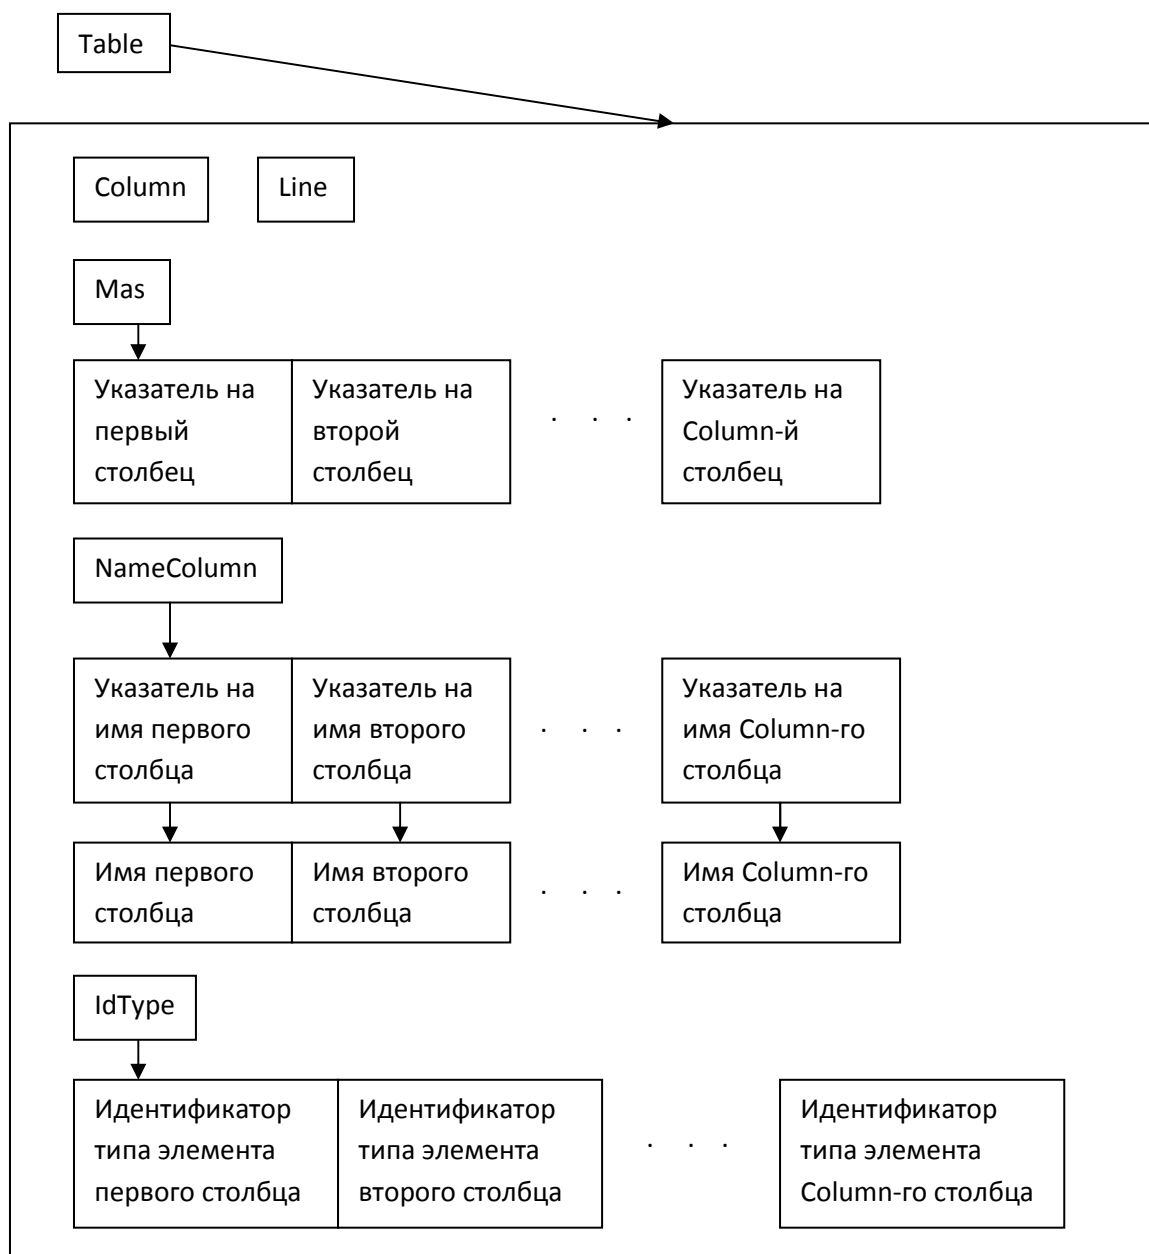 Table
Column
Line
Mas
Указатель на
первый
столбец
Указатель на
второй
столбец
. . .
Указатель на
Column-й
столбец
NameColumn
Указатель на
имя первого
столбца
Указатель на
имя второго
столбца
. . .
Указатель на
имя Column-го
столбца
Имя первого
столбца
Имя второго
столбца
. . .
Имя Column-го
столбца
IdType
Идентификатор
типа элемента
первого столбца
Идентификатор
типа элемента
второго столбца
. . .
Идентификатор
типа элемента
Column-го столбца